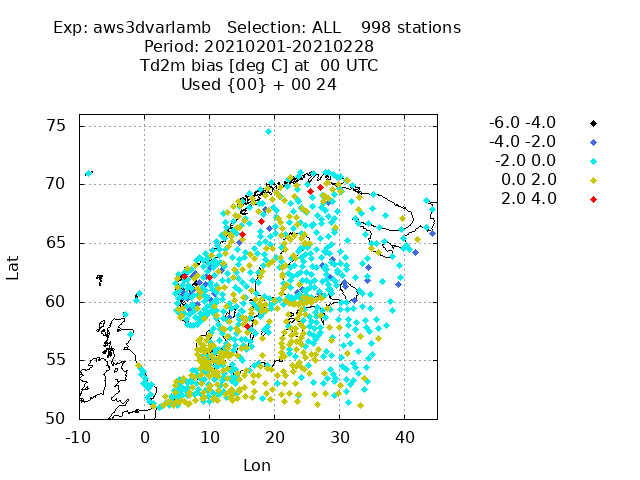 Exp: aws3dvarlamb   Selection: ALL    998 stations
Period: 20210201-20210228
Td2m bias [deg C] at  00 UTC
Used {00} + 00 24
-6.0 -4.0
-4.0 -2.0
-2.0 0.0
0.0 2.0
2.0 4.0
75
70
65
60
55
50
Lat
-10
0
10
20
30
40
Lon